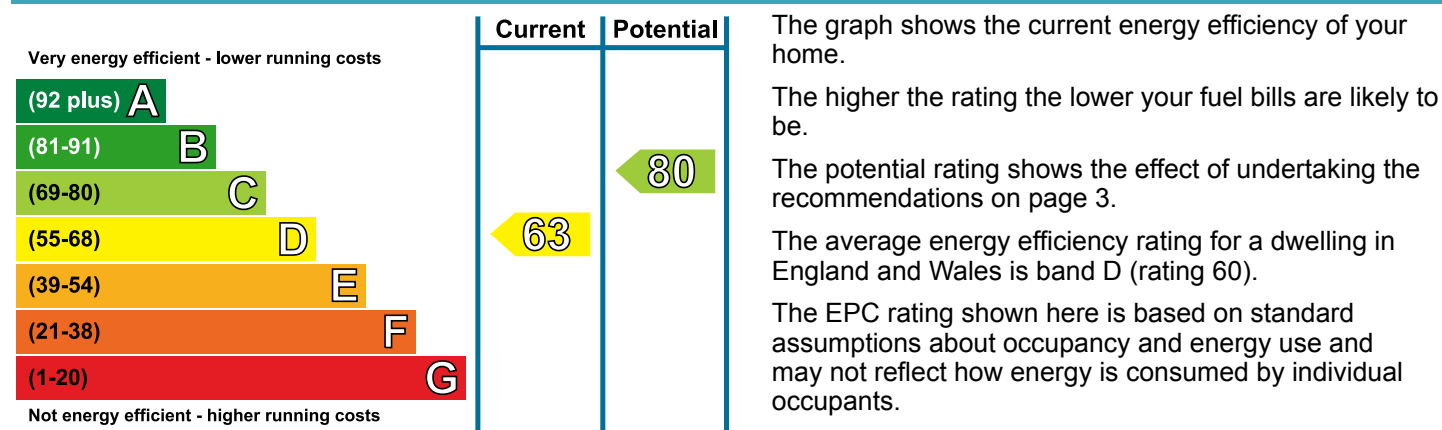 Current Potential
Very energy efficient - lower running costs
(92 plus) A
(81-91) B
(69-80) C
(55-68) D
(39-54) E
(21-38) F
(1-20) G
Not energy efficient - higher running costs
63
80
The graph shows the current energy efficiency of your
home.
The higher the rating the lower your fuel bills are likely to
be.
The potential rating shows the effect of undertaking the
recommendations on page 3.
The average energy efficiency rating for a dwelling in
England and Wales is band D (rating 60).
The EPC rating shown here is based on standard
assumptions about occupancy and energy use and
may not reflect how energy is consumed by individual
occupants.